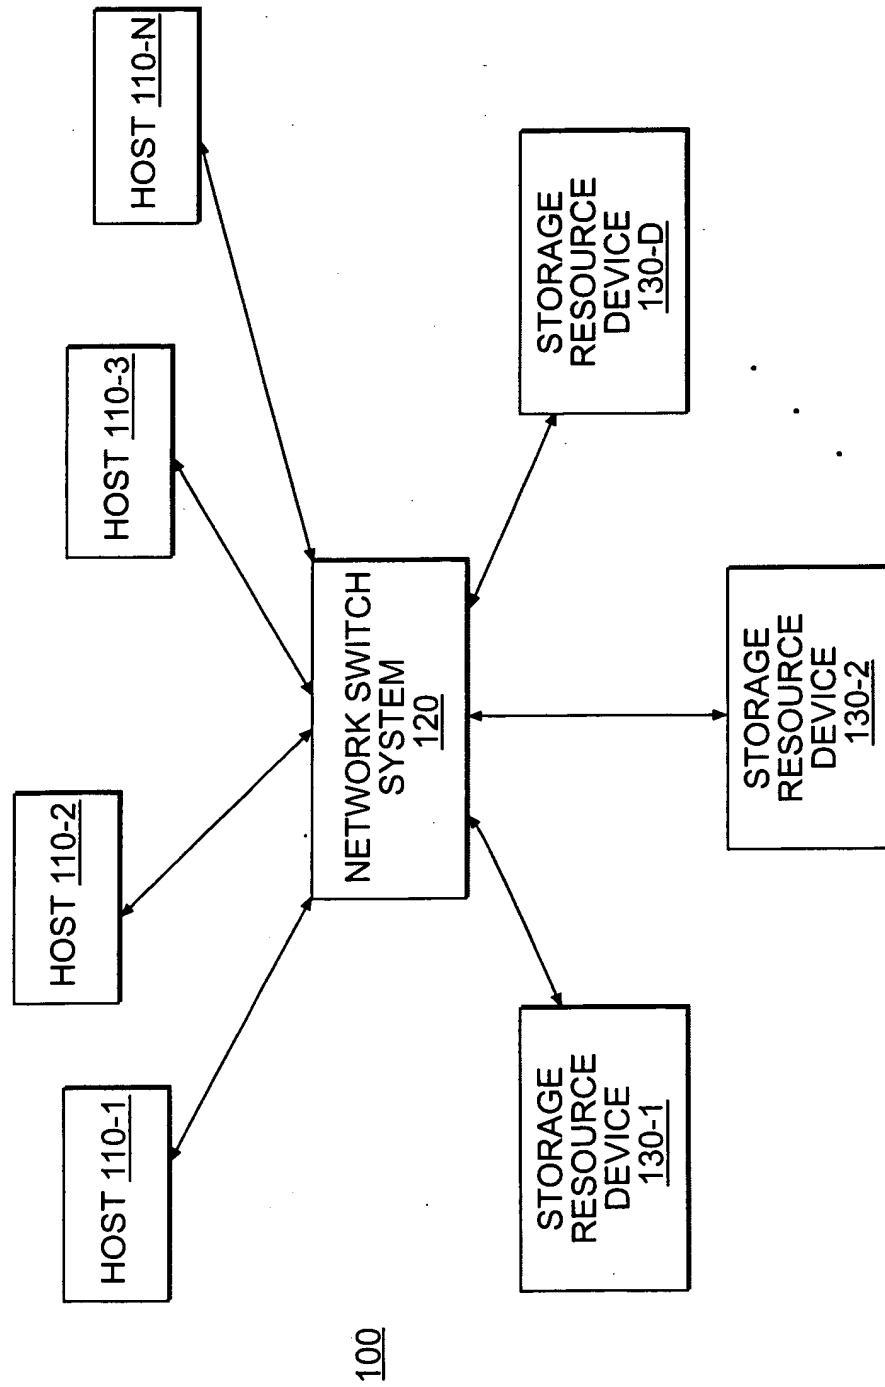 100
HOST 110-1
HOST 110-2
HOST 110-3
HOST 110-N
NETWORK SWITCH
SYSTEM
120
STORAGE
RESOURCE
DEVICE
130-1
STORAGE
RESOURCE
DEVICE
130-2
STORAGE
RESOURCE
DEVICE
130-D